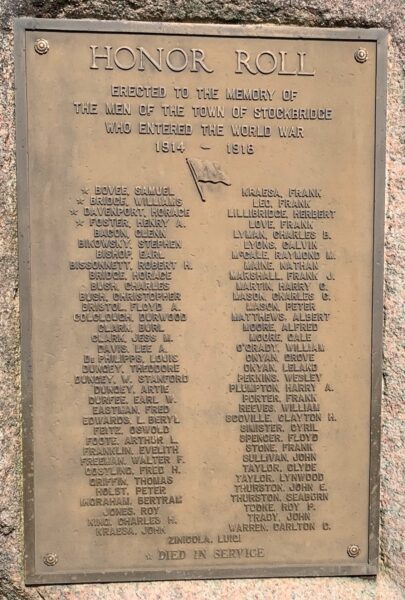 HONOR ROLL
ERECTED TO THE MEMORY OF
THE MEN OF THE TOWN OF STOCKBRIDGE
WHO ENTERED THE WORLD WAR
1914 - 1918
★ BOVEE, SAMUEL
★ BRIDGE, WILLIAMS
★ DAVENPORT, HORACE
★ FOSTER, HENRY A.
BACON, GLENN
BIKOWSKY, STEPHEN
BISHOP, EARL
BISSONNETT, ROBERT H.
BRIDGE, HORACE
BUSH, CHARLES
BUSH, CHRISTOPHER
BRISTOL, FLOYD A.
COLCLOUGH, DURWOOD
CLARK, BURL
CLARK, JESS M.
DAVIS, LEE A.
DE PHILIPPS, LOUIS
DUNGEY, THEODORE
DUNGEY, W. STANFORD
DUNGEY, ARTIE
DURFEE, EARL W.
EASTMAN, FRED
EDWARDS, L. BERYL
FEITZ, OSWOLD
FOOTE, ARTHUR L.
FRANKLIN, EVELITH
FREEMAN, WALTER F.
GOSTLING, FRED H.
GRIFFIN, THOMAS
HOLST, PETER
INGRAHAM, BERTRAM
JONES, ROY
KING, CHARLES H.
KRAESA, JOHN
KRAESA, FRANK
LEO, FRANK
LILLIBRIDGE, HERBERT
LOVE, FRANK
LYMAN, CHARLES B.
LYONS, CALVIN
McCALE, RAYMOND M.
MAINE, NATHAN
MARSHALL, FRANK J.
MARTIN, HARRY G.
MASON, CHARLES C.
MASON, PETER
MATTHEWS, ALBERT
MOORE, ALFRED
MOORE, DALE
O'GRADY, WILLIAM
ONYAN, GROVE
ONYAN, LELAND
PERKINS, WESLEY
PLUMPTON, HARRY A.
PORTER, FRANK
REEVES, WILLIAM
SCOVILLE, CLAYTON H.
SIMISTER, CYRIL
SPENCER, FLOYD
STONE, FRANK
SULLIVAN, JOHN
TAYLOR, CLYDE
TAYLOR, LYNWOOD
THURSTON, JOHN E.
THURSTON, SEABORN
TOOKE, ROY P.
TRACY, JOHN
WARREN, CARLTON C.
ZINICOLA, LUIGI
★ DIED IN SERVICE